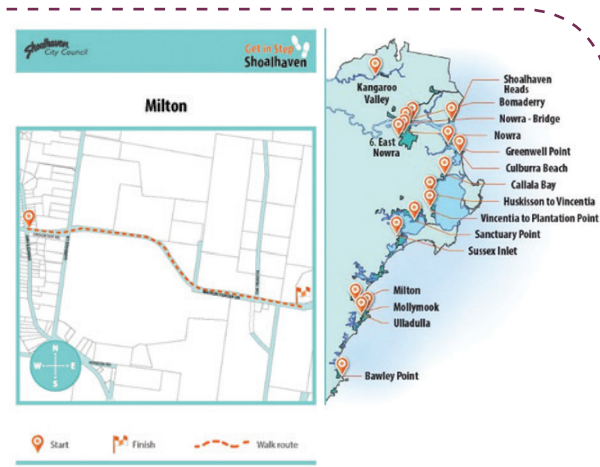 Shoalhaven
City Council
Get in Step
Shoalhaven
Milton
N
W
E
S
Start
Finish
Walk route
Kangaroo
Valley
6. East
Nowra
Shoalhaven
Heads
Bomaderry
Nowra - Bridge
Nowra
Greenwell Point
Culburra Beach
Callala Bay
Huskisson to Vincentia
Vincentia to Plantation Point
Sanctuary Point
Sussex Inlet
Milton
Mollymook
Ulladulla
Bawley Point